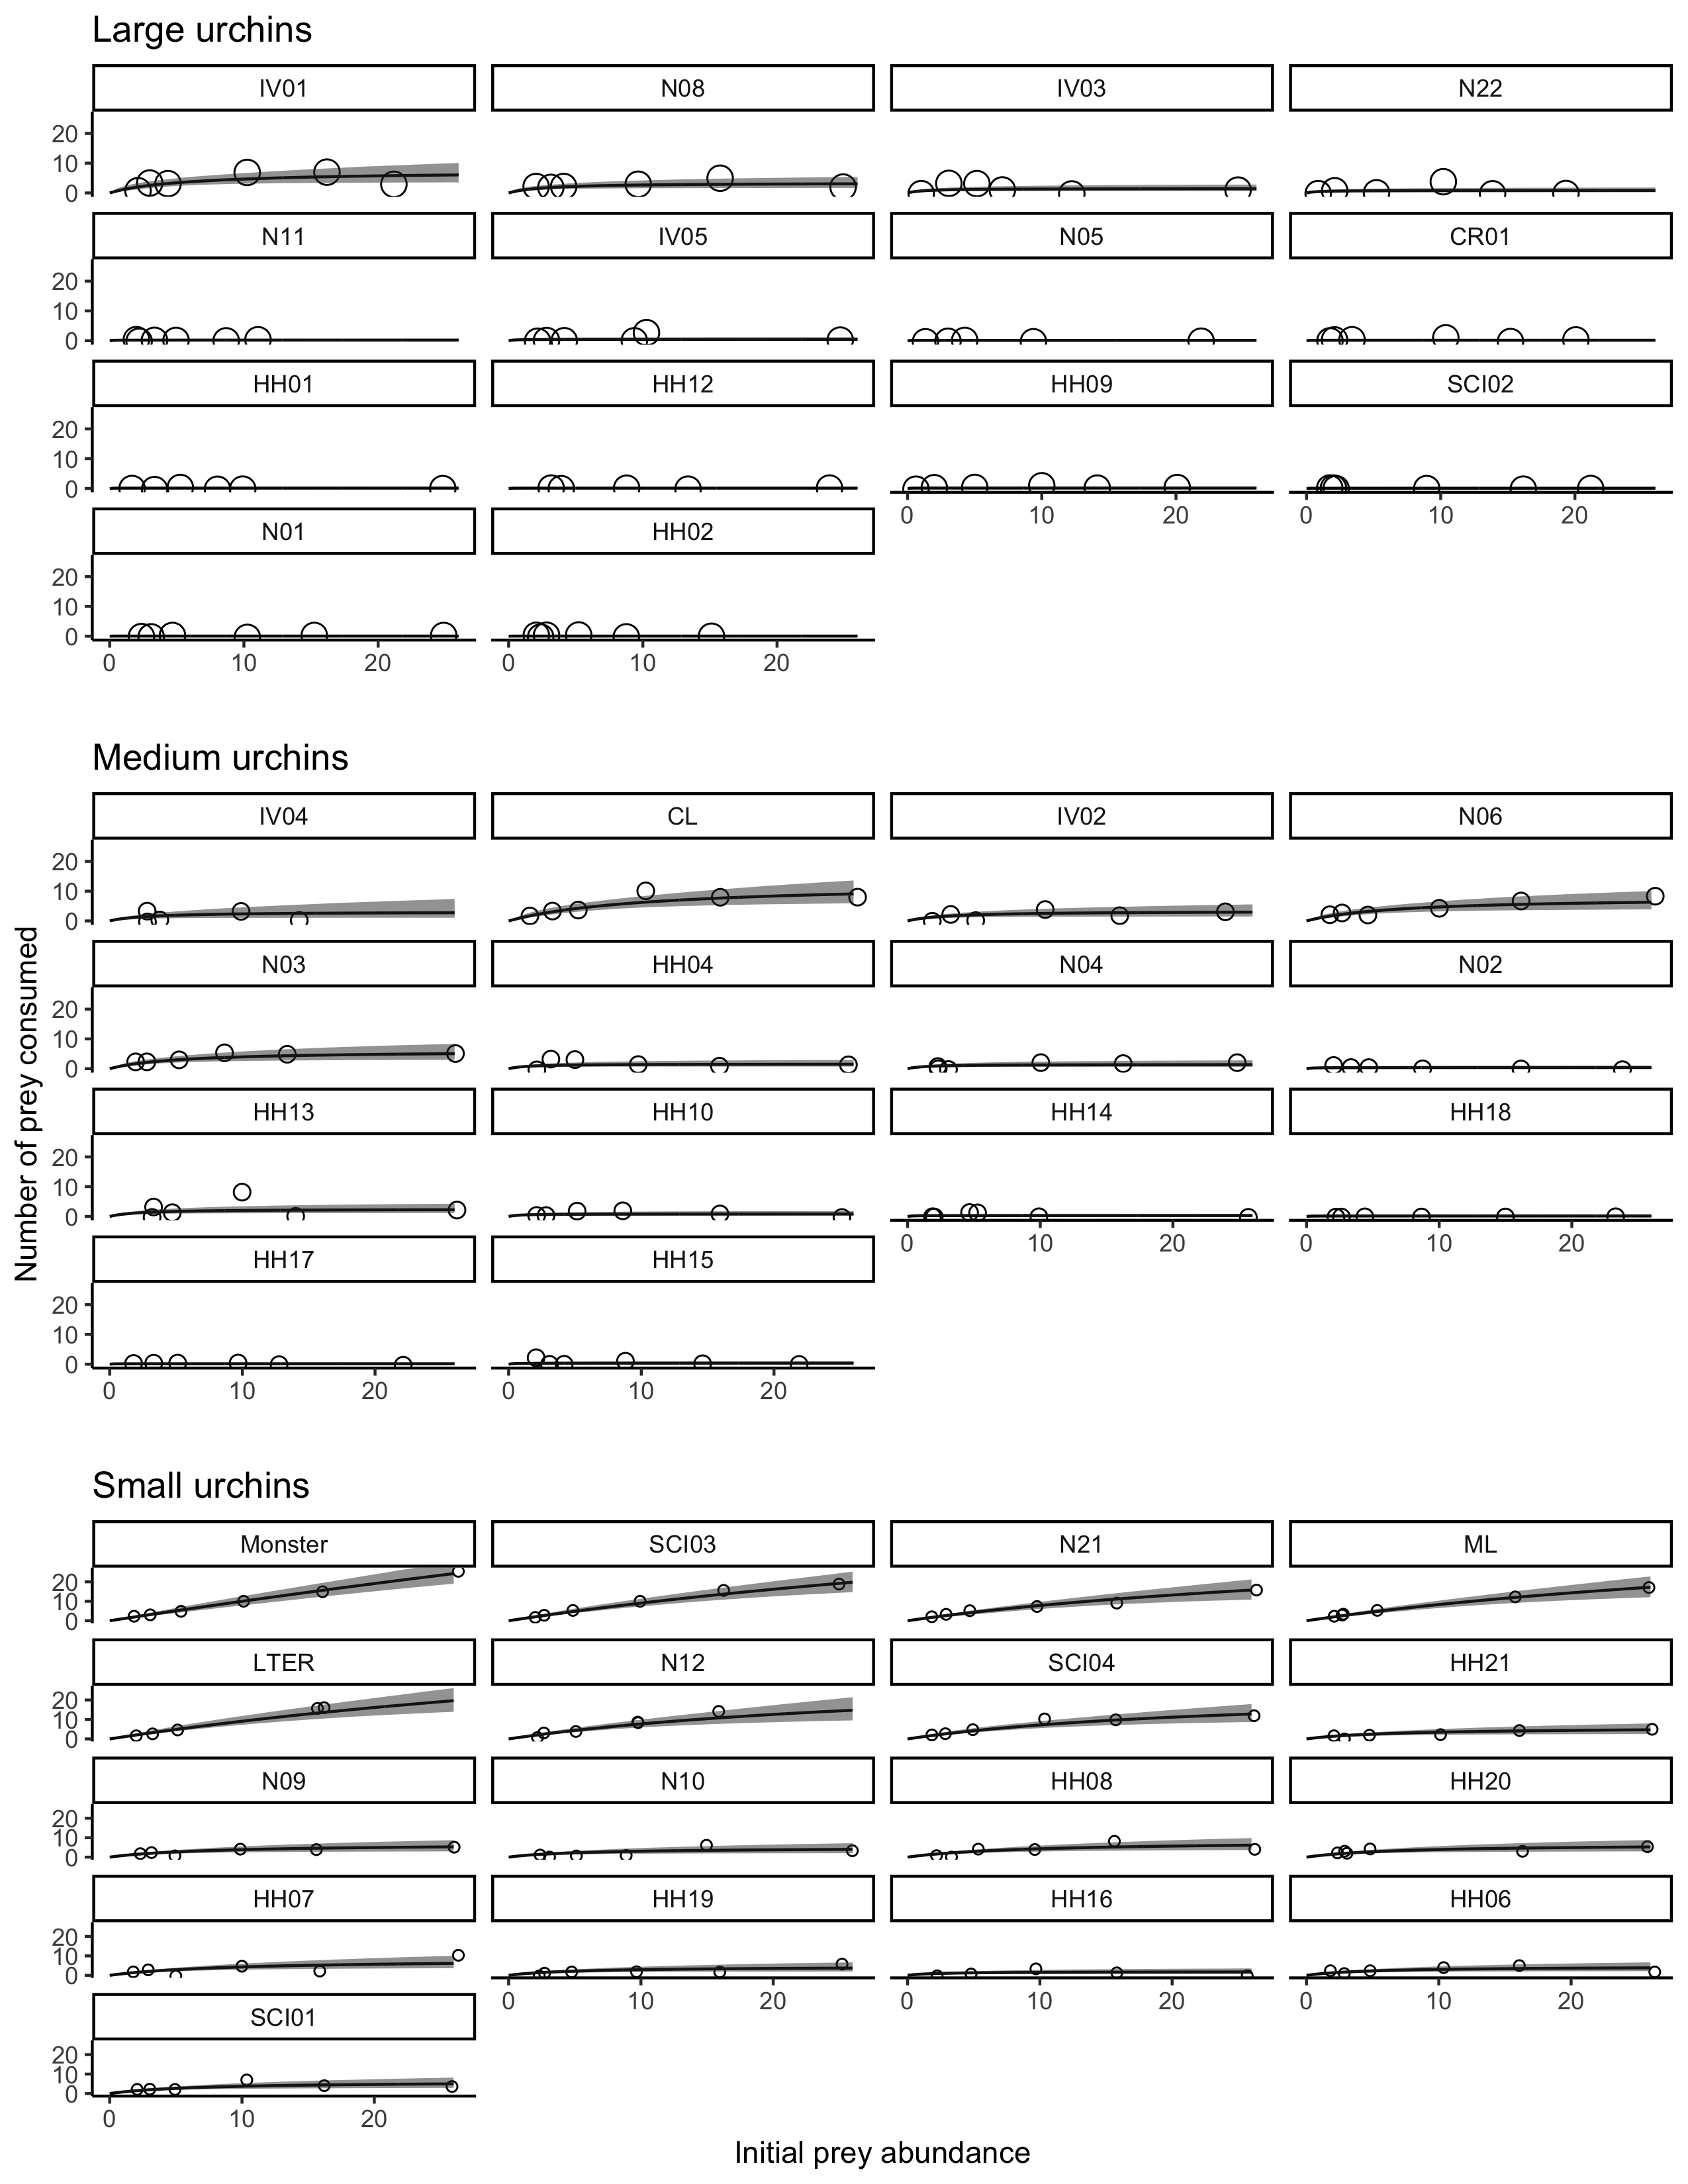 Large urchins
IV01 N08 IV03 N22
20
10
0
N11 IV05 N05 CR01
20
10
0
HH01 HH12 HH09 SCI02
20
10
0
0 10 20 0 10 20
N01 HH02
20
10
0
0 10 20 0 10 20
Medium urchins
IV04 CL IV02 N06
20
10
0
Number of prey consumed
N03 HH04 N04 N02
20
10
0
HH13 HH10 HH14 HH18
20
10
0
0 10 20 0 10 20
HH17 HH15
20
10
0
0 10 20 0 10 20
Small urchins
Monster SCI03 N21 ML
20
10
0
LTER N12 SCI04 HH21
20
10
0
N09 N10 HH08 HH20
20
10
0
HH07 HH19 HH16 HH06
20
10
0
0 10 20 0 10 20 0 10 20
SCI01
20
10
0
0 10 20
Initial prey abundance